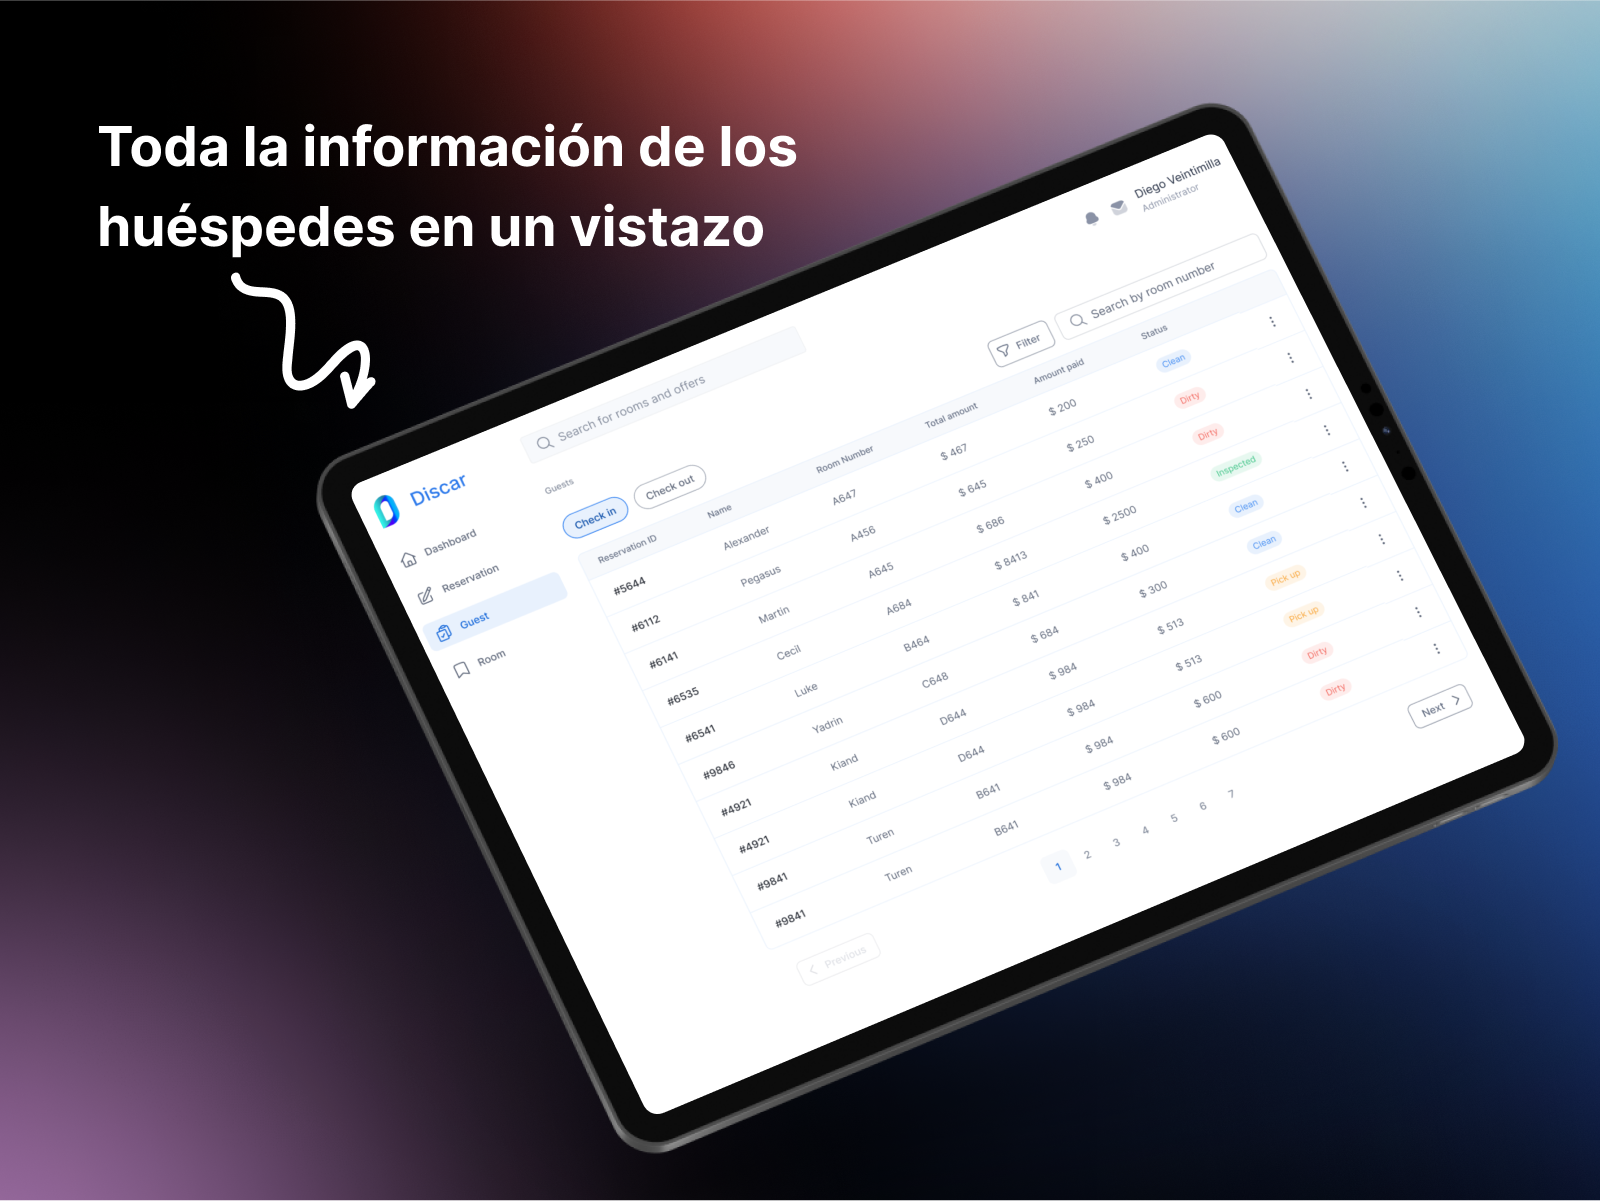 Toda la información de los
huéspedes en un vistazo
Discar
Search for rooms and offers
Diego Veintimilla
Administrator
Dashboard
Reservation
Guest
Room
Guests
Check in
Check out
Filter
Search by room number
Reservation ID Name Room Number Total amount Amount paid Status
#5644 Alexander A647 $ 467 $ 200 Clean
#6112 Pegasus A456 $ 645 $ 250 Dirty
#6141 Martin A645 $ 686 $ 400 Dirty
#6535 Cecil A684 $ 8413 $ 2500 Inspected
#6541 Luke B464 $ 841 $ 400 Clean
#9846 Yadrin C648 $ 684 $ 300 Clean
#4921 Kiand D644 $ 984 $ 513 Pick up
#4921 Kiand D644 $ 984 $ 513 Pick up
#9841 Turen B641 $ 984 $ 600 Dirty
#9841 Turen B641 $ 984 $ 600 Dirty
Previous 1 2 3 4 5 6 7 Next